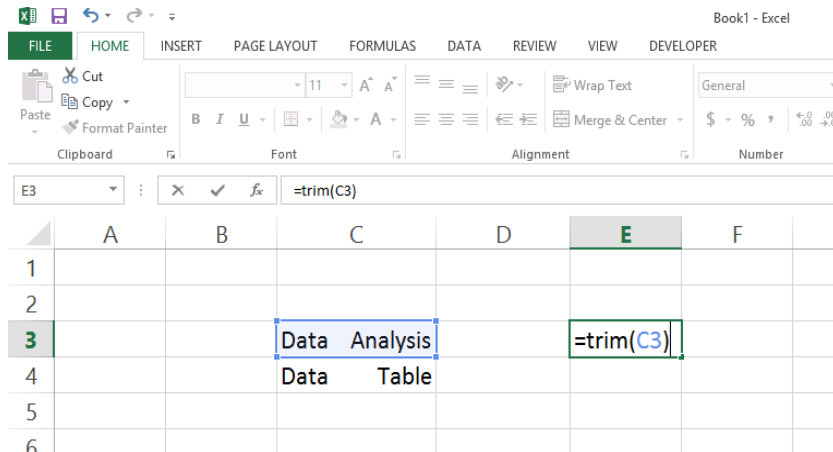 Book1 - Excel
FILE HOME INSERT PAGE LAYOUT FORMULAS DATA REVIEW VIEW DEVELOPER
Cut
Copy
Format Painter
Paste
11 A A
B I U A
Wrap Text
Merge & Center
General
$ % ,
Clipboard Font Alignment Number
E3 fx =trim(C3)
A B C D E F
1
2
3 Data Analysis =trim(C3)
4 Data Table
5
6